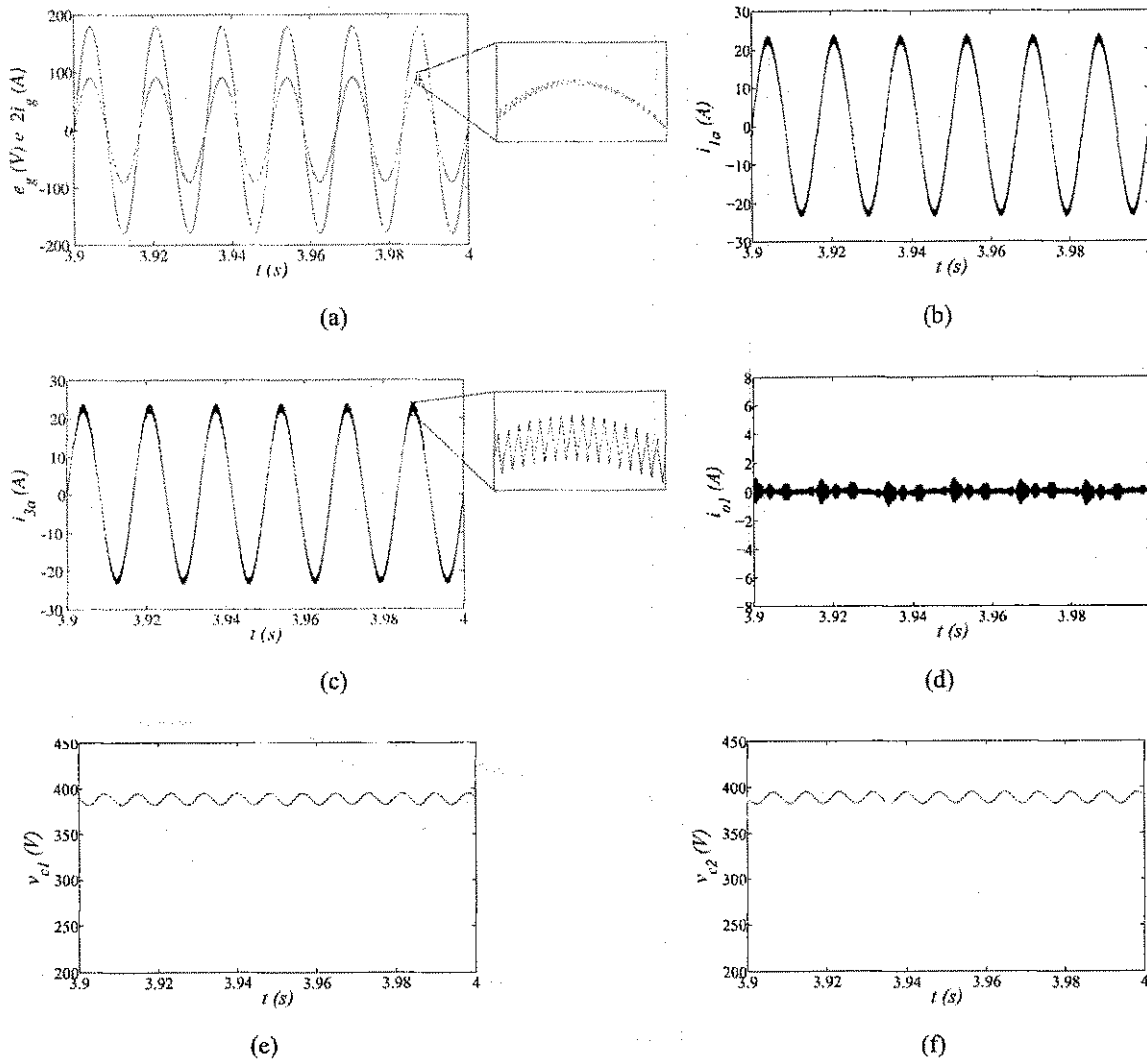 200
100
0
-100
-200
e_g (V) e 2i_g (A)
3.9 3.92 3.94 3.96 3.98 4
t (s)
(a)
30
20
10
0
-10
-20
-30
i_1a (A)
3.9 3.92 3.94 3.96 3.98
t (s)
(b)
30
20
10
0
-10
-20
-30
i_3a (A)
3.9 3.92 3.94 3.96 3.98 4
t (s)
(c)
8
6
4
2
0
-2
-4
-6
-8
i_o1 (A)
3.9 3.92 3.94 3.96 3.98
t (s)
(d)
450
400
350
300
250
200
v_c1 (V)
3.9 3.92 3.94 3.96 3.98 4
t (s)
(e)
450
400
350
300
250
200
v_c2 (V)
3.9 3.92 3.94 3.96 3.98 4
t (s)
(f)